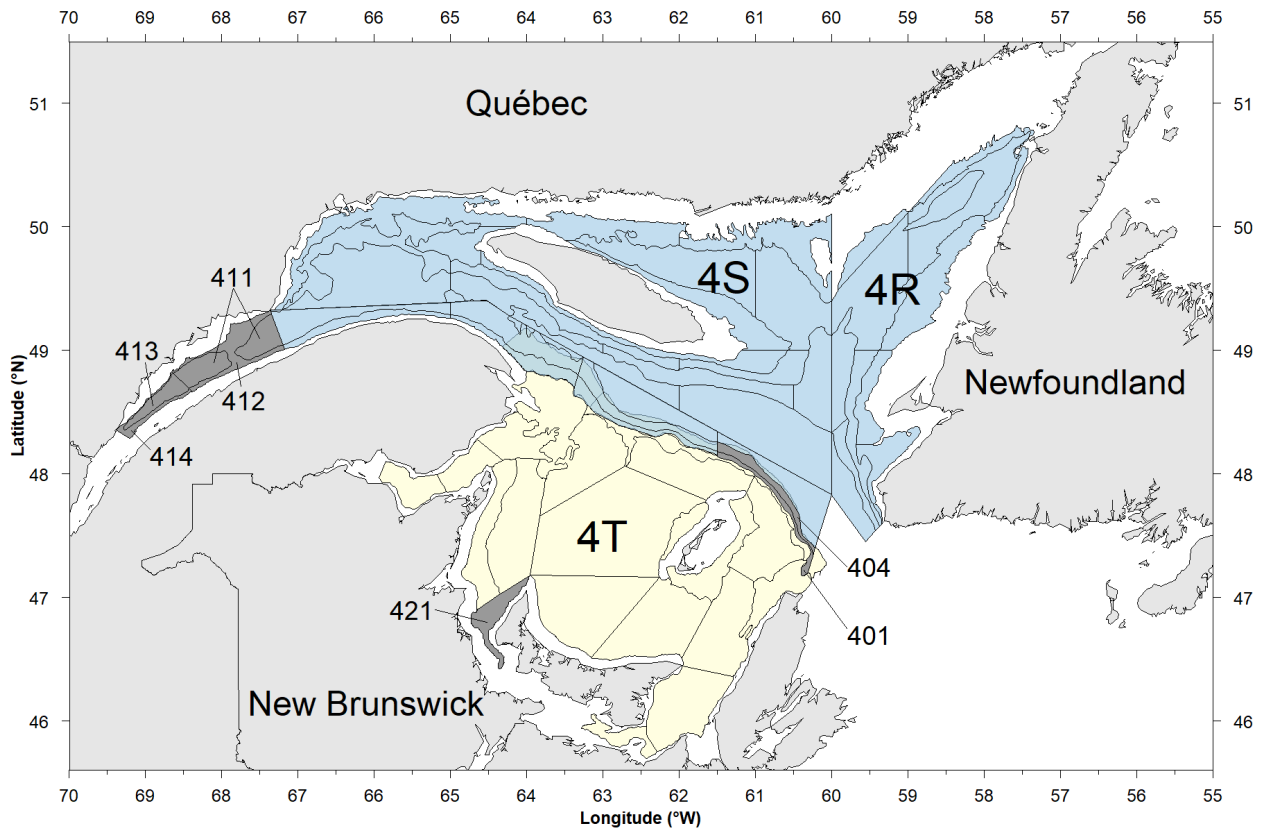 70 69 68 67 66 65 64 63 62 61 60 59 58 57 56 55
Québec
51 51
50 50
4S
4R
411
413
49 49
Newfoundland
412
414
48 48
4T
404
47 47
421
401
New Brunswick
46 46
70 69 68 67 66 65 64 63 62 61 60 59 58 57 56 55
Longitude (°W)
Latitude (°N)